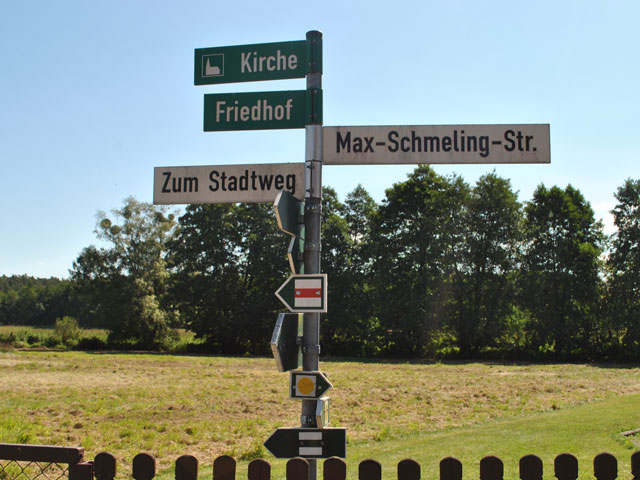 Kirche
Friedhof
Max-Schmeling-Str.
Zum Stadtweg